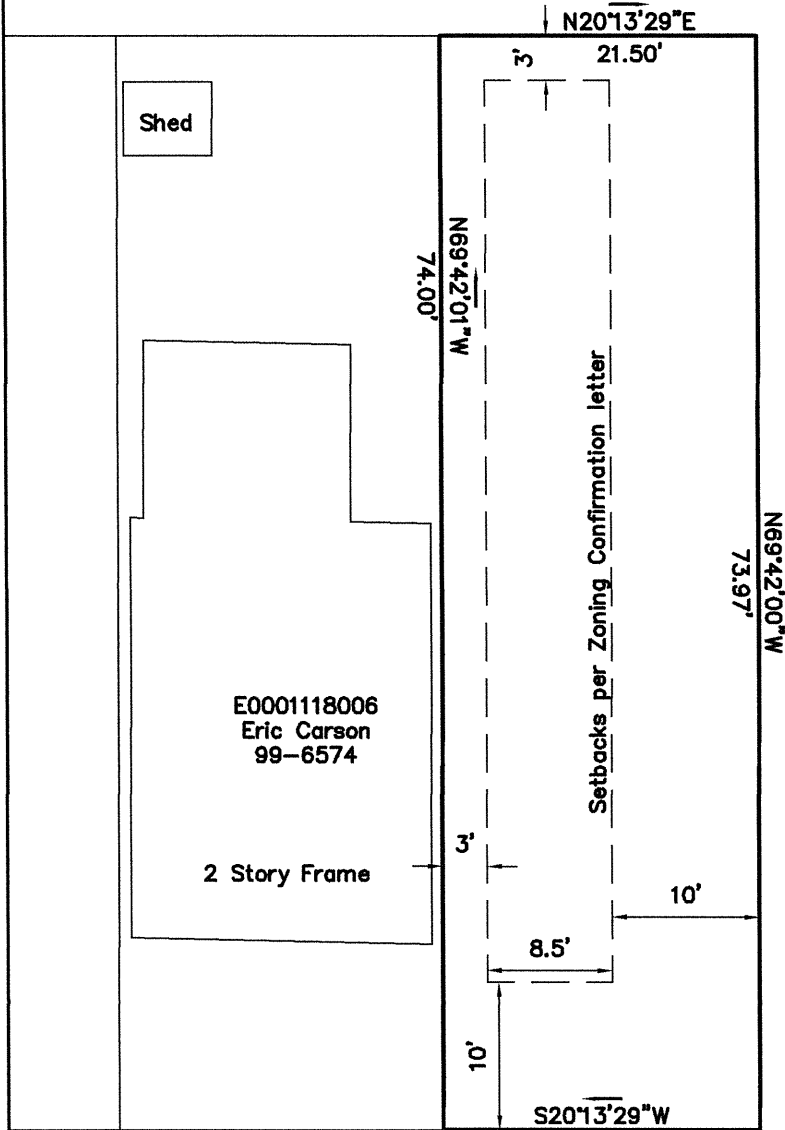 N20°13'29"E
21.50'
3'
Shed
N69°42'01"W
74.00'
Setbacks per Zoning Confirmation letter
N69°42'00"W
73.97'
E0001118006
Eric Carson
99-6574
2 Story Frame
3'
10'
8.5'
10'
S20°13'29"W